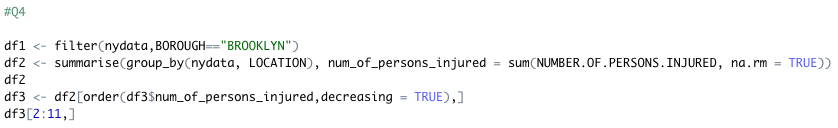 #Q4
df1 <- filter(nydata,BOROUGH=="BROOKLYN")
df2 <- summarise(group_by(nydata, LOCATION), num_of_persons_injured = sum(NUMBER.OF.PERSONS.INJURED, na.rm = TRUE))
df2
df3 <- df2[order(df3$num_of_persons_injured,decreasing = TRUE),]
df3[2:11,]